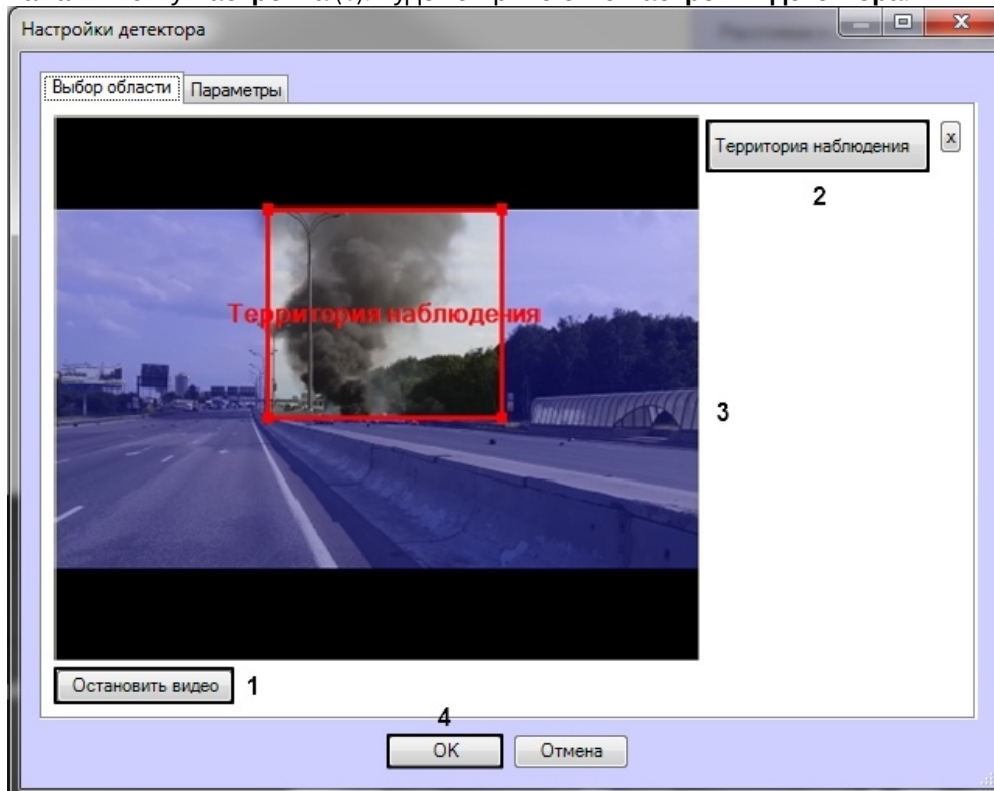 Настройки детектора
Выбор области
Параметры
Территория наблюдения
x
2
Территория наблюдения
3
Остановить видео
1
4
OK
Отмена